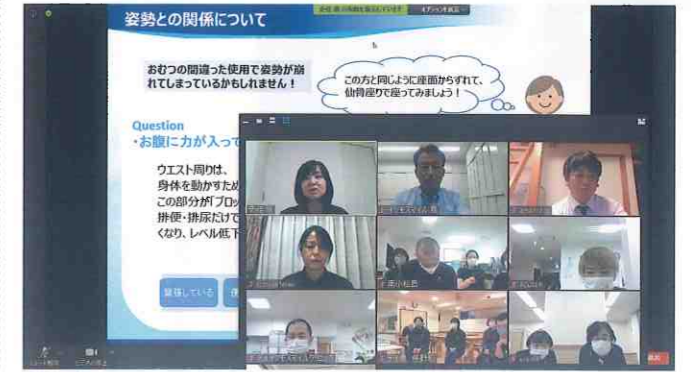 姿勢との関係について
おむつの間違った使用で姿勢が崩
れてしまっているかもしれません！
この方と同じように座面からずれて、
仙骨座りで座ってみましょう！
Question
・お腹に力が入って
ウエスト周りは、
身体を動かすため
この部分が「ブロッ
排便・排尿だけで
くなり、レベル低下
緊張している